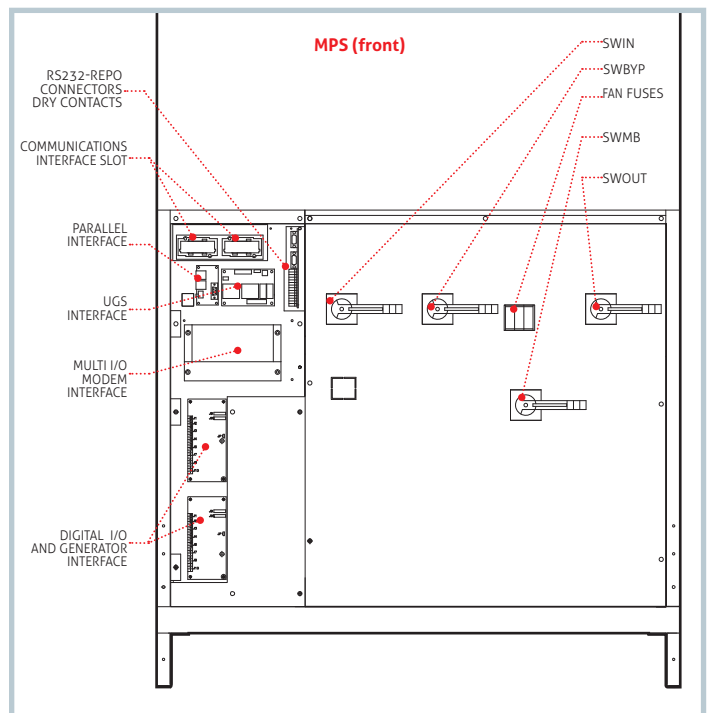 MPS (front)
RS232-REPO
CONNECTORS
DRY CONTACTS
COMMUNICATIONS
INTERFACE SLOT
PARALLEL
INTERFACE
UGS
INTERFACE
MULTI I/O
MODEM
INTERFACE
DIGITAL I/O
AND GENERATOR
INTERFACE
SWIN
SWBYP
FAN FUSES
SWMB
SWOUT